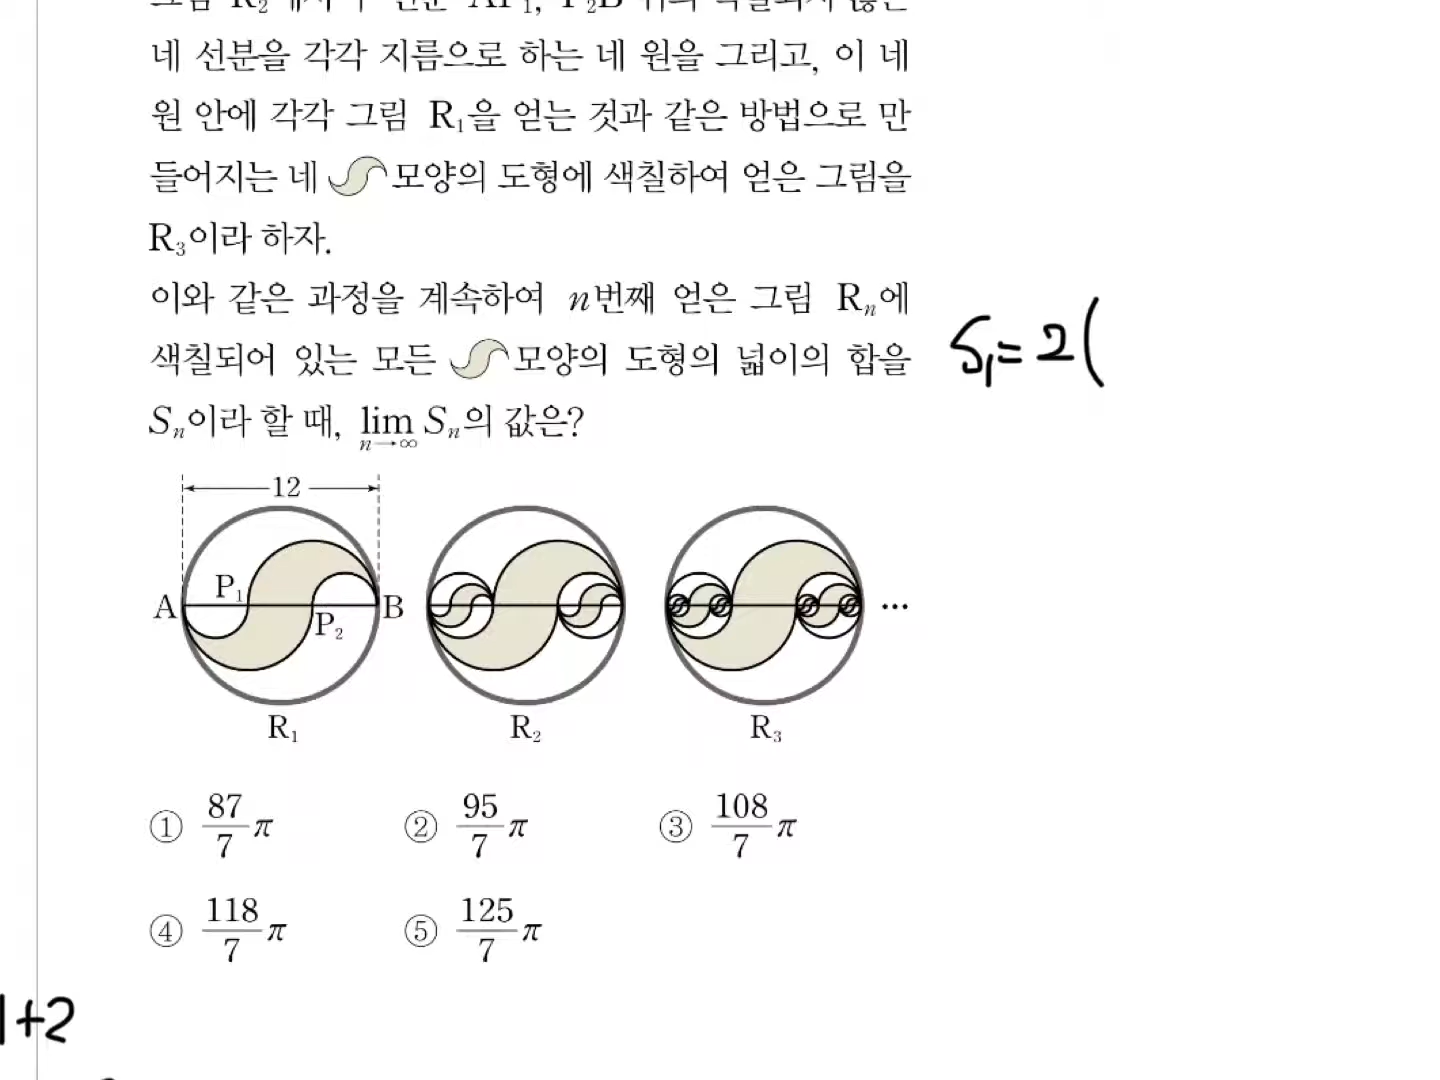 네 선분을 각각 지름으로 하는 네 원을 그리고, 이 네
원 안에 각각 그림 R₁을 얻는 것과 같은 방법으로 만
들어지는 네 모양의 도형에 색칠하여 얻은 그림을
R₃이라 하자.
이와 같은 과정을 계속하여 n번째 얻은 그림 Rₙ에
색칠되어 있는 모든 모양의 도형의 넓이의 합을
Sₙ이라 할 때, lim n→∞ Sₙ의 값은?
S₁=2(
12
A P₁ P₂ B
...
R₁ R₂ R₃
① 87/7 π ② 95/7 π ③ 108/7 π
④ 118/7 π ⑤ 125/7 π
1+2